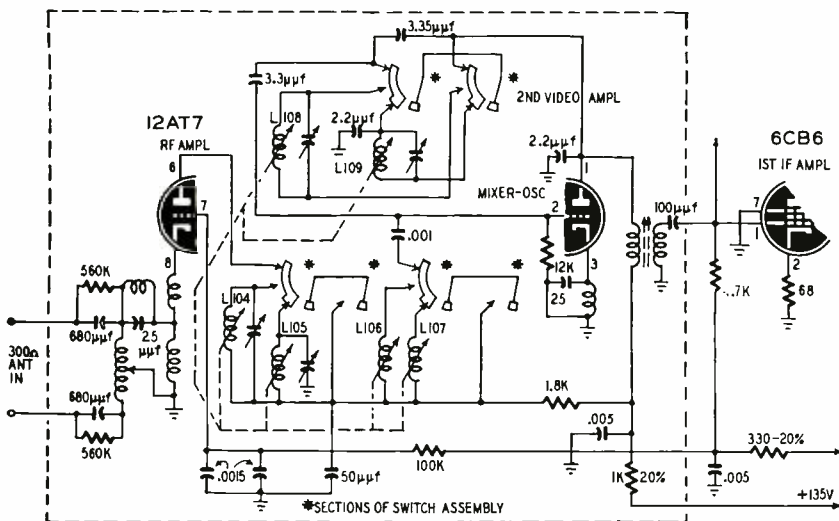 3.35µµf
3.3µµf
✱
✱
2ND VIDEO AMPL
12AT7
RF AMPL
L108
2.2µµf
L109
2.2µµf
6CB6
1ST IF AMPL
6
7
8
MIXER-OSC
1
2
3
100µµf
7
1
2
.001
12K
25
68
560K
680µµf
25
µµf
300Ω
ANT
IN
680µµf
560K
✱
✱
✱
✱
L104
L105
L106
L107
1.8K
.005
.0015
50µµf
100K
1K
20%
330-20%
.005
+135V
✱SECTIONS OF SWITCH ASSEMBLY